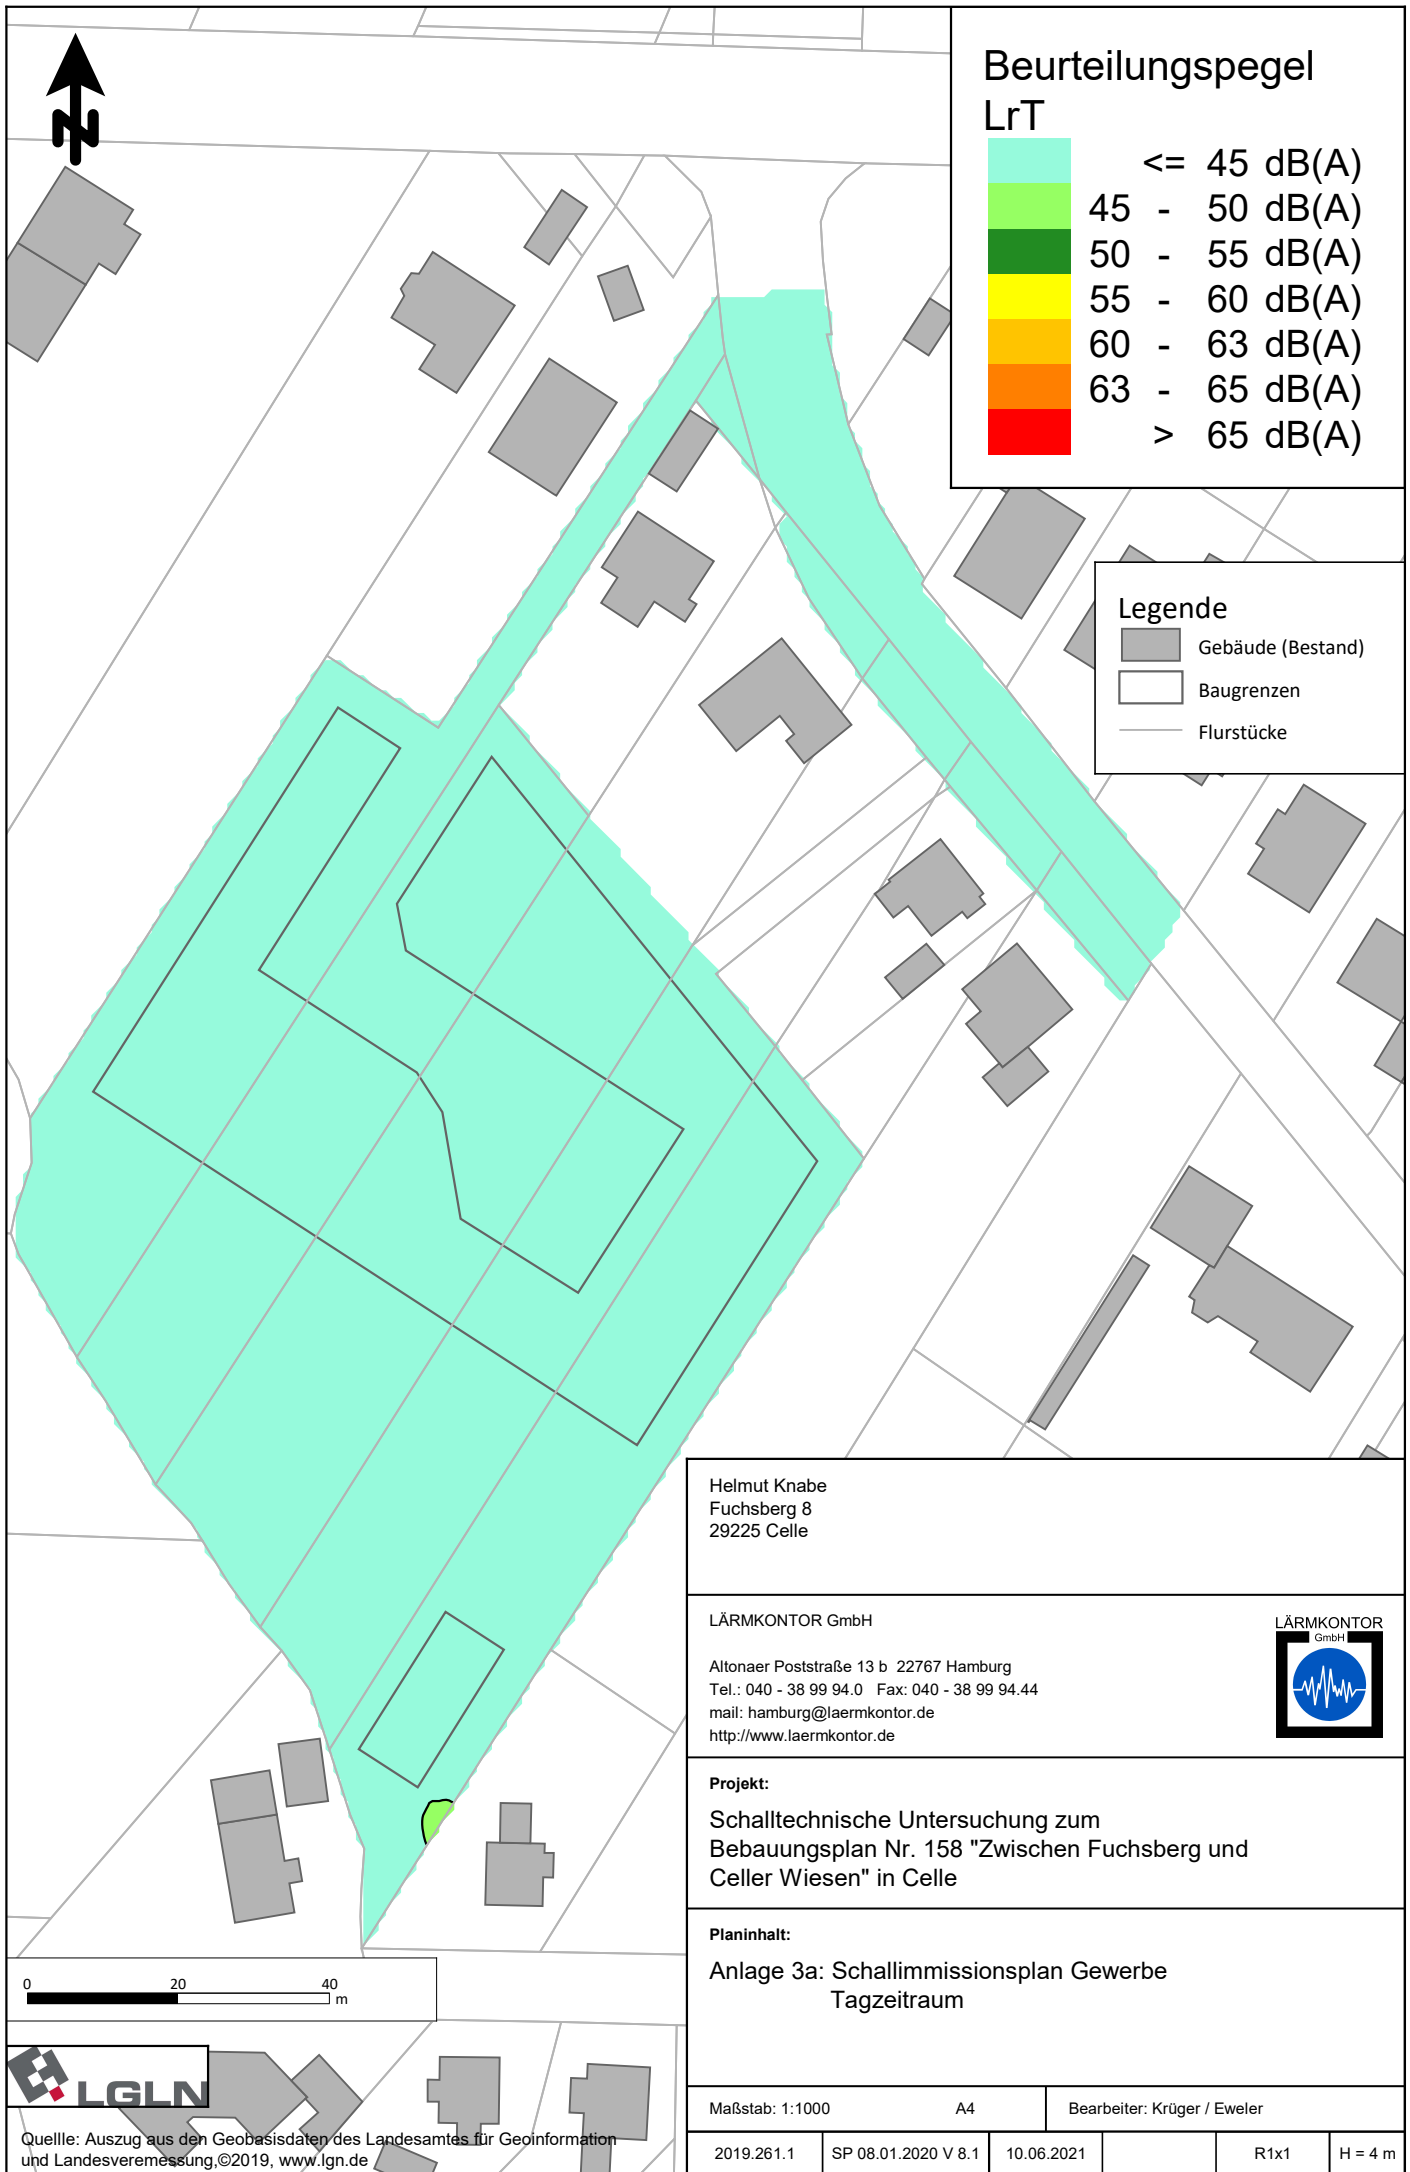 N
Beurteilungspegel
LrT
<= 45 dB(A)
45 - 50 dB(A)
50 - 55 dB(A)
55 - 60 dB(A)
60 - 63 dB(A)
63 - 65 dB(A)
> 65 dB(A)
Legende
Gebäude (Bestand)
Baugrenzen
Flurstücke
Helmut Knabe
Fuchsberg 8
29225 Celle
LÄRMKONTOR GmbH
Altonaer Poststraße 13 b 22767 Hamburg
Tel.: 040 - 38 99 94.0 Fax: 040 - 38 99 94.44
mail: hamburg@laermkontor.de
http://www.laermkontor.de
LÄRMKONTOR
GmbH
Projekt:
Schalltechnische Untersuchung zum
Bebauungsplan Nr. 158 "Zwischen Fuchsberg und
Celler Wiesen" in Celle
Planinhalt:
Anlage 3a: Schallimmissionsplan Gewerbe
Tagzeitraum
Maßstab: 1:1000 A4 Bearbeiter: Krüger / Eweler
2019.261.1 SP 08.01.2020 V 8.1 10.06.2021 R1x1 H = 4 m
0 20 40
m
LGLN
Quellle: Auszug aus den Geobasisdaten des Landesamtes für Geoinformation
und Landesveremessung,©2019, www.lgn.de